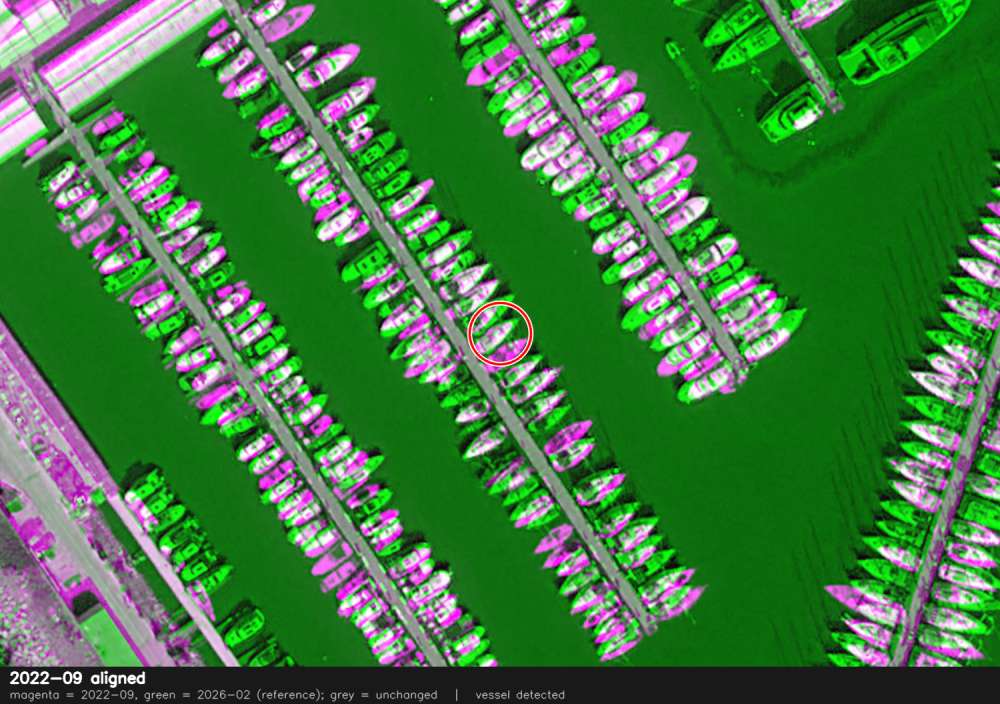 2022-09 aligned
magenta = 2022-09, green = 2026-02 (reference); grey = unchanged | vessel detected